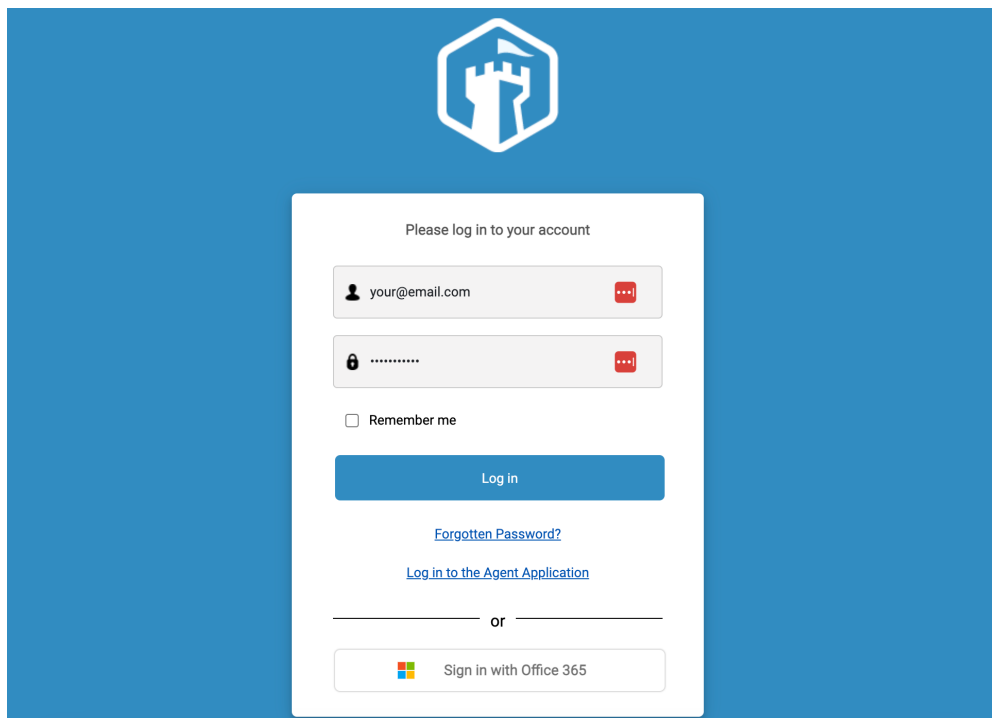 Please log in to your account
your@email.com
•••••••••••
Remember me
Log in
Forgotten Password?
Log in to the Agent Application
or
Sign in with Office 365